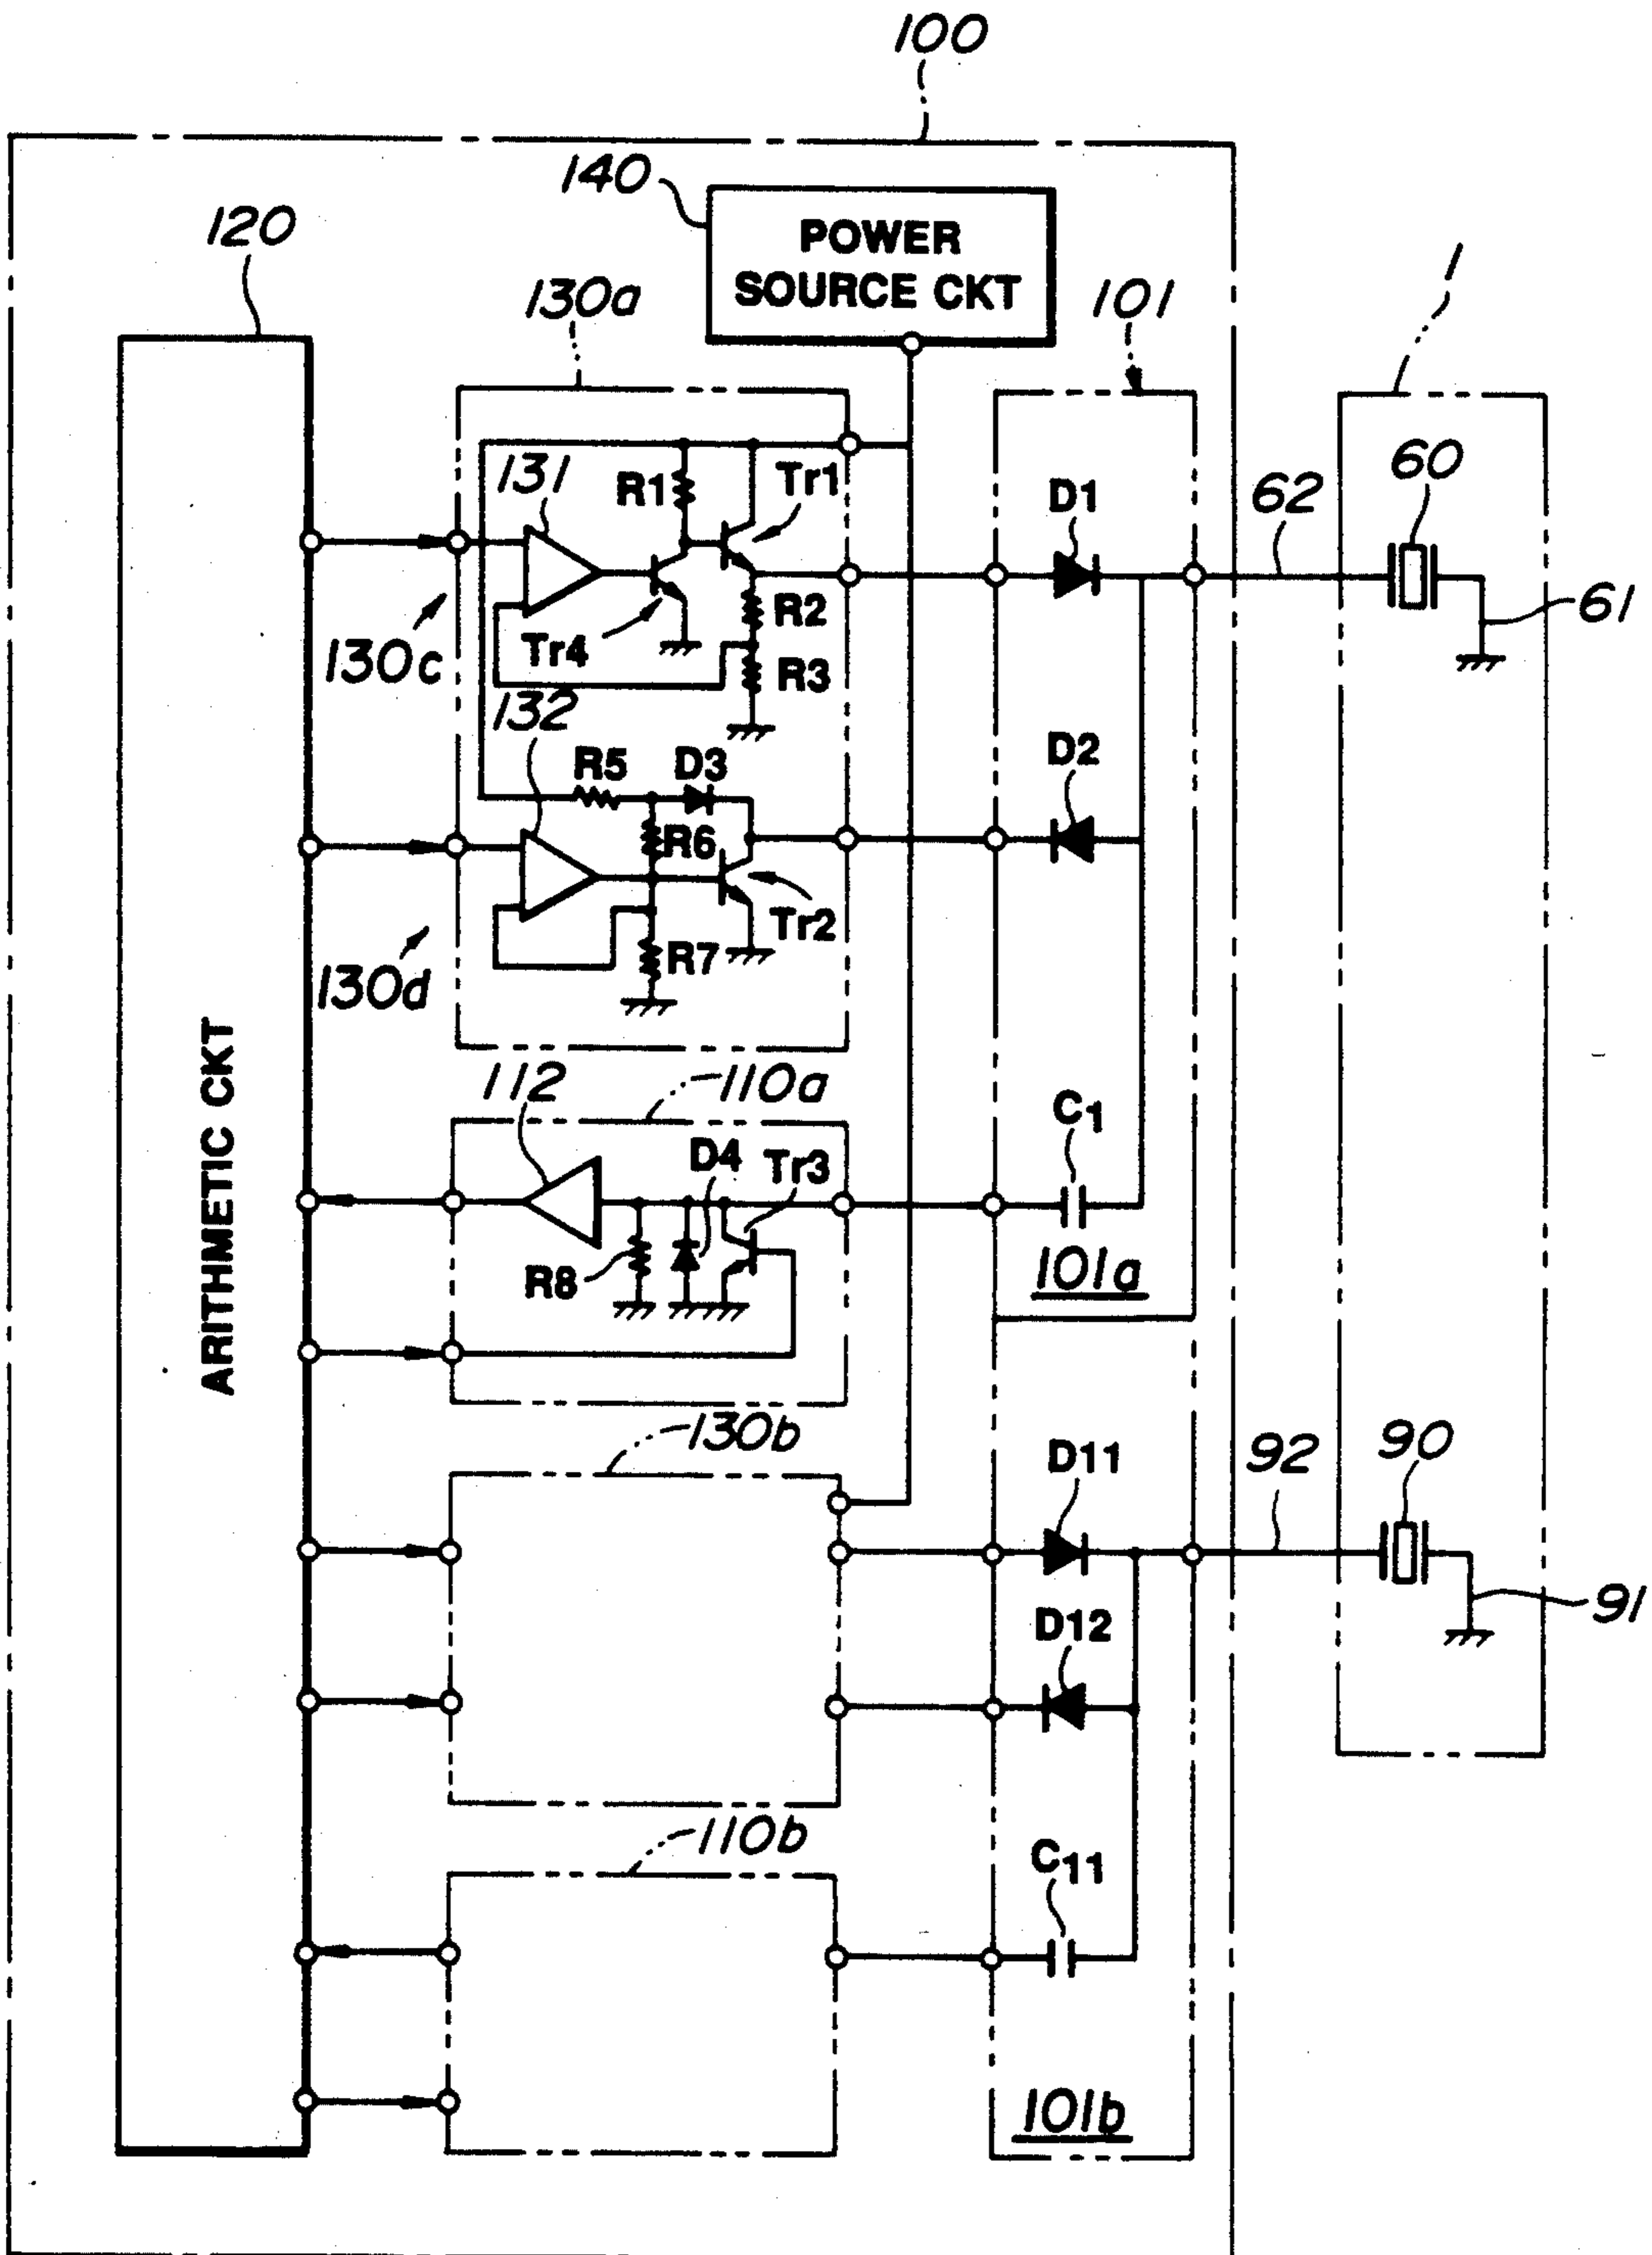 100
140
120
POWER
SOURCE CKT
130a
101
1
131
R1
Tr1
D1
62
60
61
R2
130c
Tr4
R3
132
R5
D3
D2
R6
Tr2
130d
R7
ARITHMETIC CKT
112
110a
C1
D4
Tr3
R8
101a
130b
D11
92
90
91
D12
110b
C11
101b